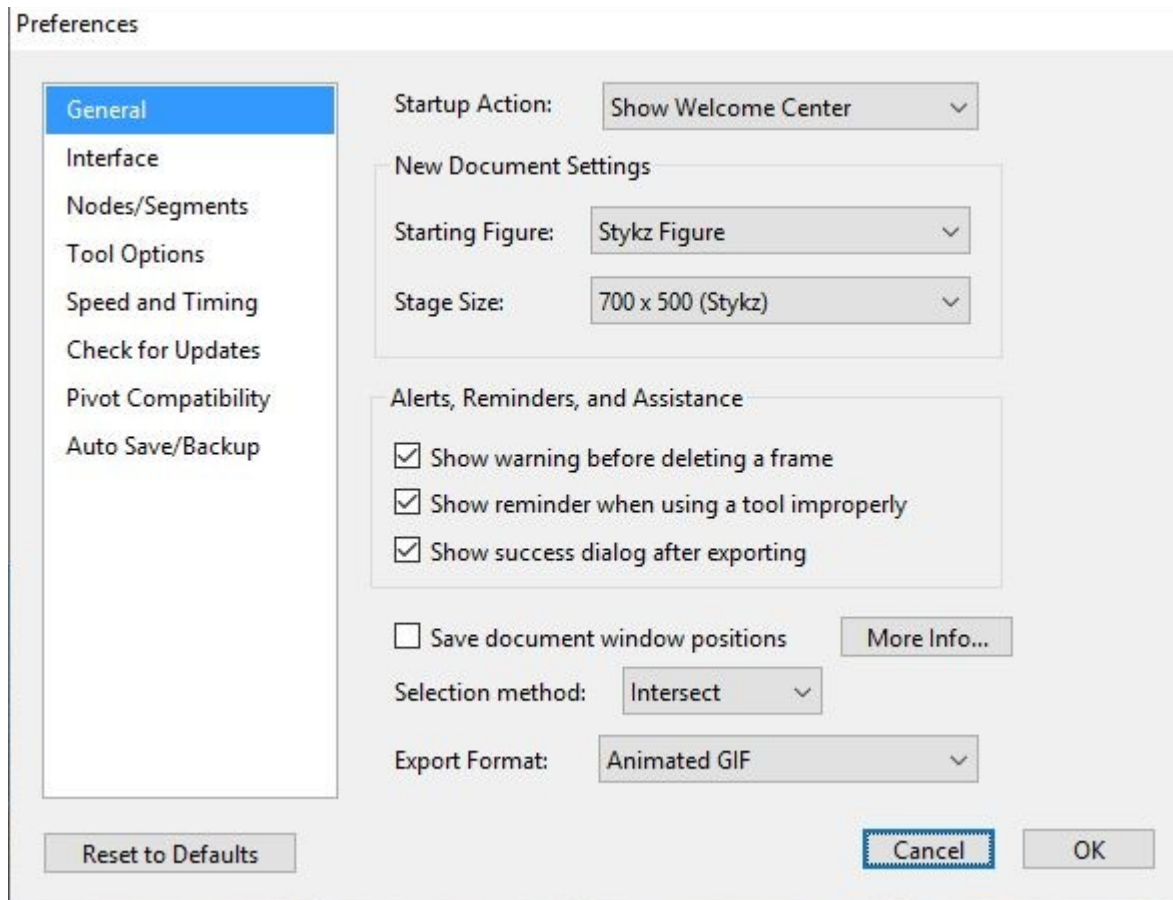 Preferences
General
Interface
Nodes/Segments
Tool Options
Speed and Timing
Check for Updates
Pivot Compatibility
Auto Save/Backup
Startup Action: Show Welcome Center
New Document Settings
Starting Figure: Stykz Figure
Stage Size: 700 x 500 (Stykz)
Alerts, Reminders, and Assistance
Show warning before deleting a frame
Show reminder when using a tool improperly
Show success dialog after exporting
Save document window positions More Info...
Selection method: Intersect
Export Format: Animated GIF
Reset to Defaults Cancel OK